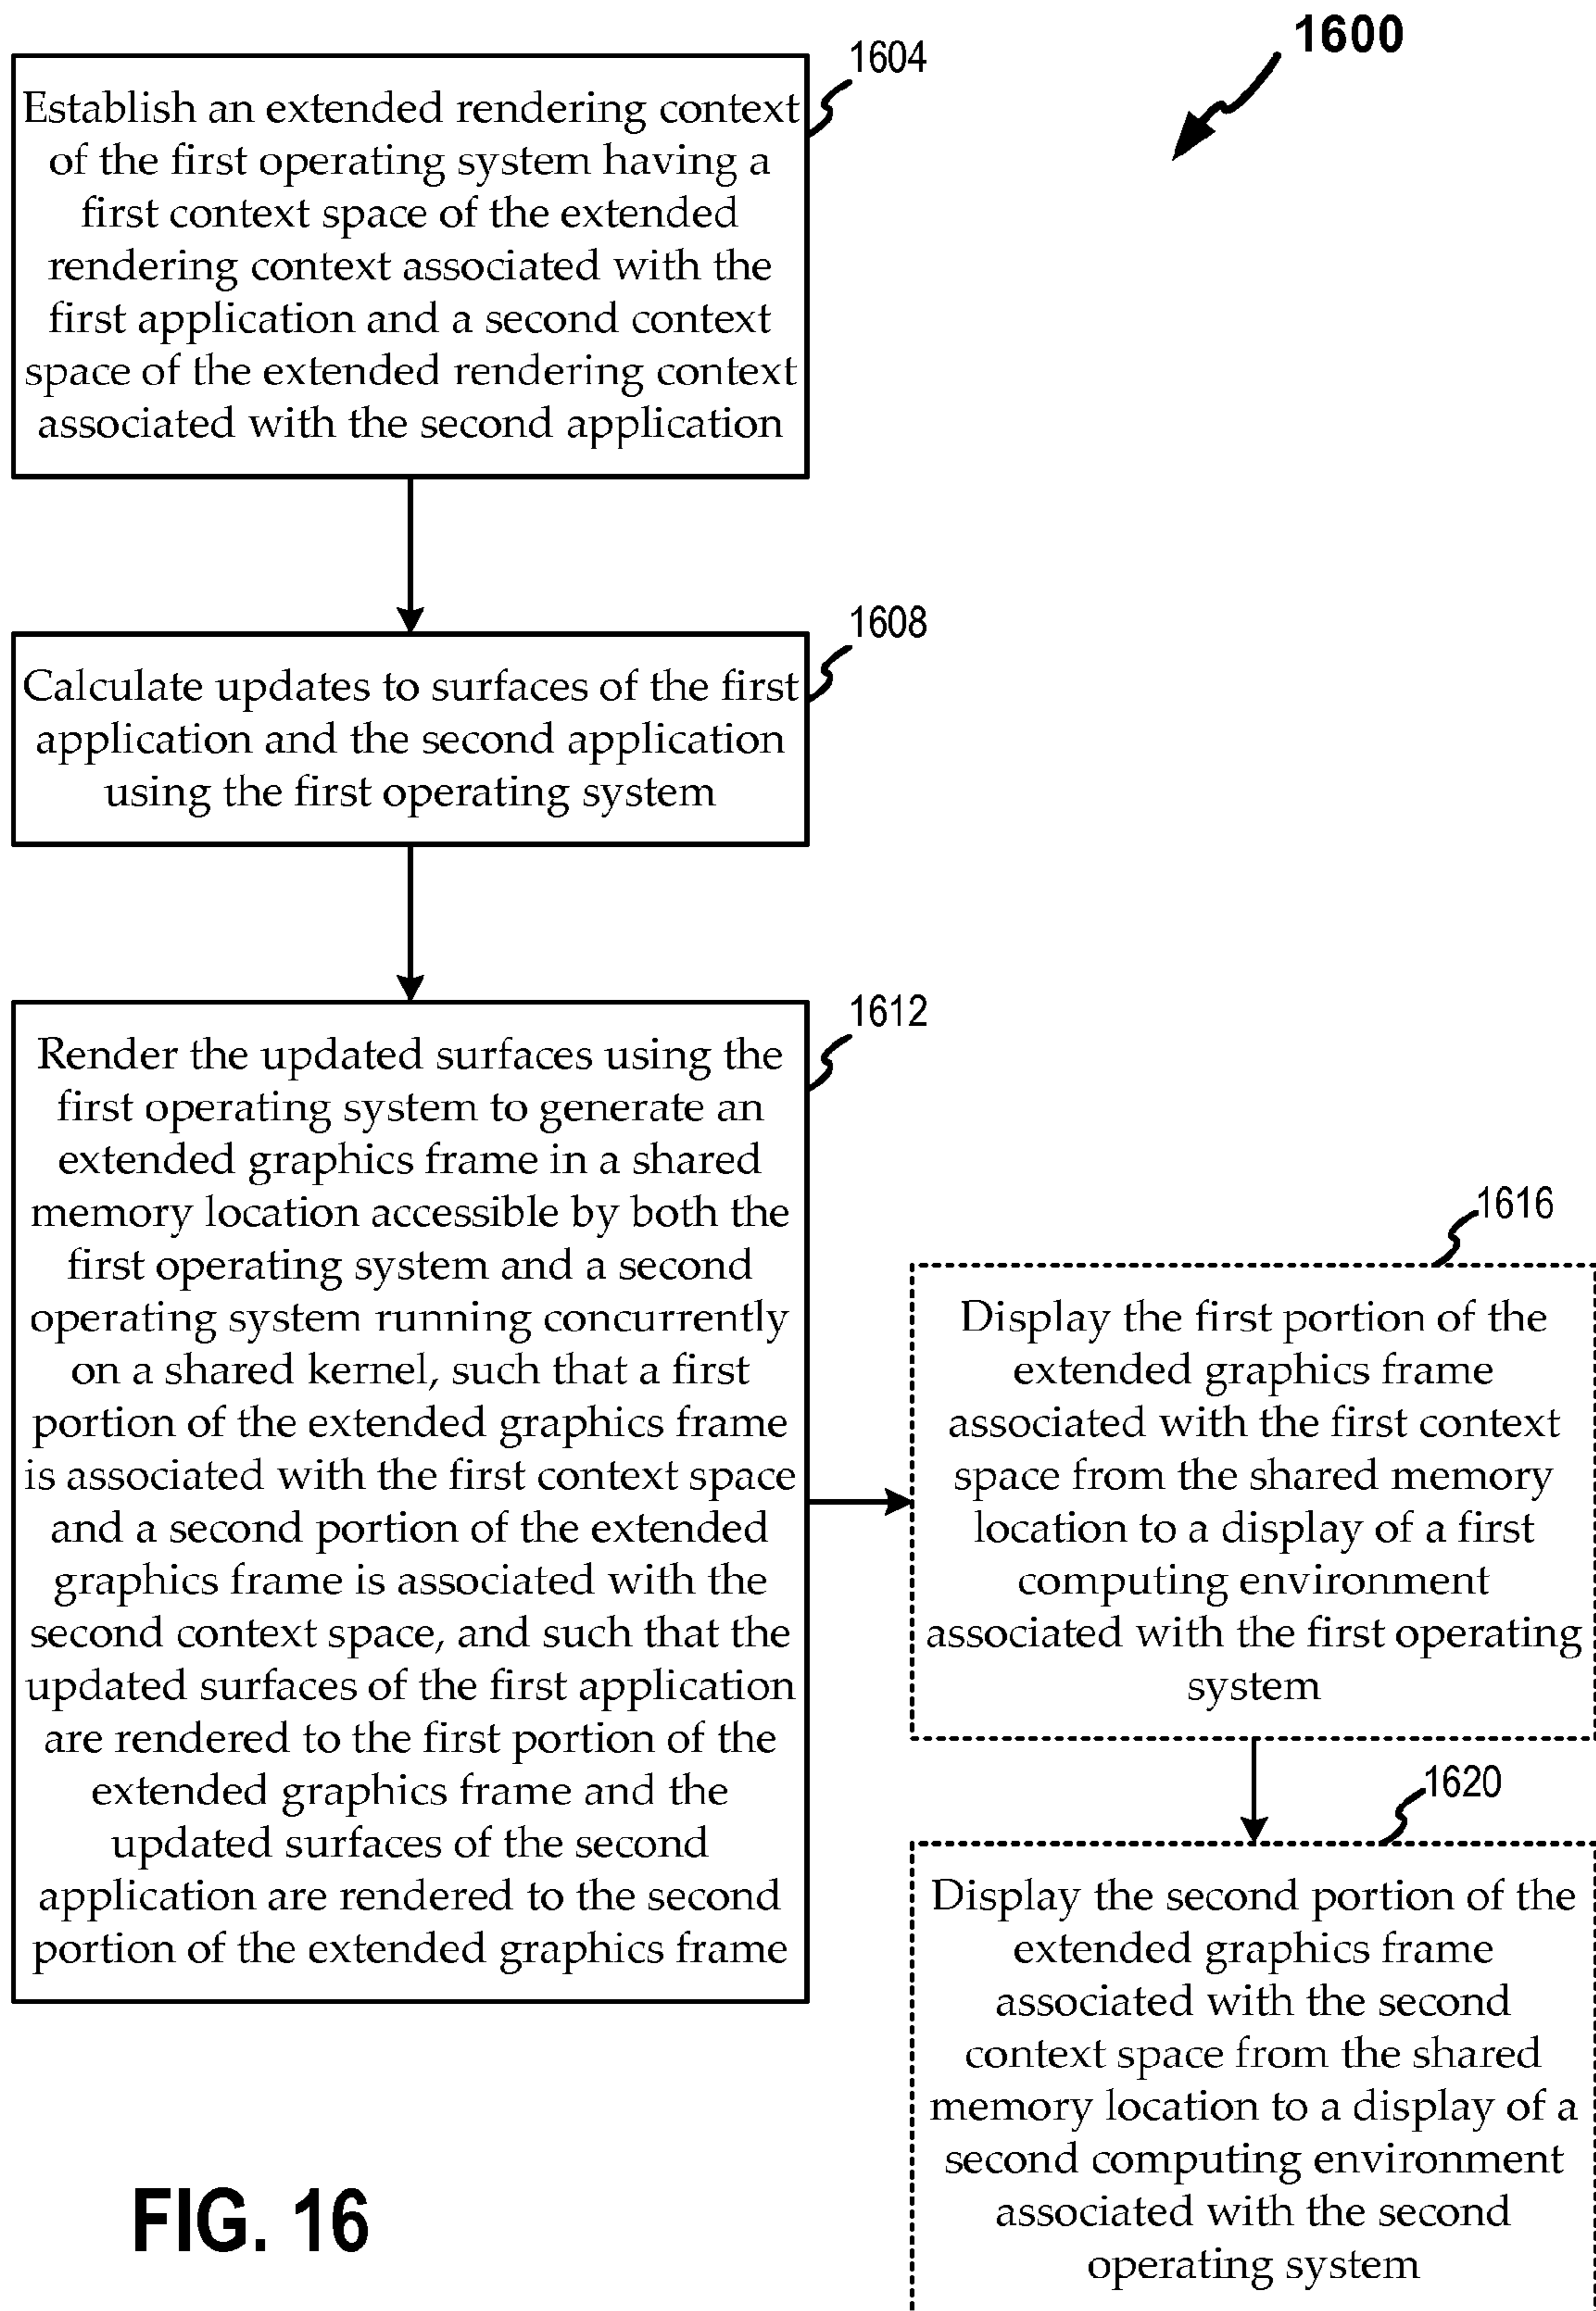 1600
1604
Establish an extended rendering context
of the first operating system having a
first context space of the extended
rendering context associated with the
first application and a second context
space of the extended rendering context
associated with the second application
1608
Calculate updates to surfaces of the first
application and the second application
using the first operating system
1612
Render the updated surfaces using the
first operating system to generate an
extended graphics frame in a shared
memory location accessible by both the
first operating system and a second
operating system running concurrently
on a shared kernel, such that a first
portion of the extended graphics frame
is associated with the first context space
and a second portion of the extended
graphics frame is associated with the
second context space, and such that the
updated surfaces of the first application
are rendered to the first portion of the
extended graphics frame and the
updated surfaces of the second
application are rendered to the second
portion of the extended graphics frame
1616
Display the first portion of the
extended graphics frame
associated with the first context
space from the shared memory
location to a display of a first
computing environment
associated with the first operating
system
1620
Display the second portion of the
extended graphics frame
associated with the second
context space from the shared
memory location to a display of a
second computing environment
associated with the second
operating system
FIG. 16